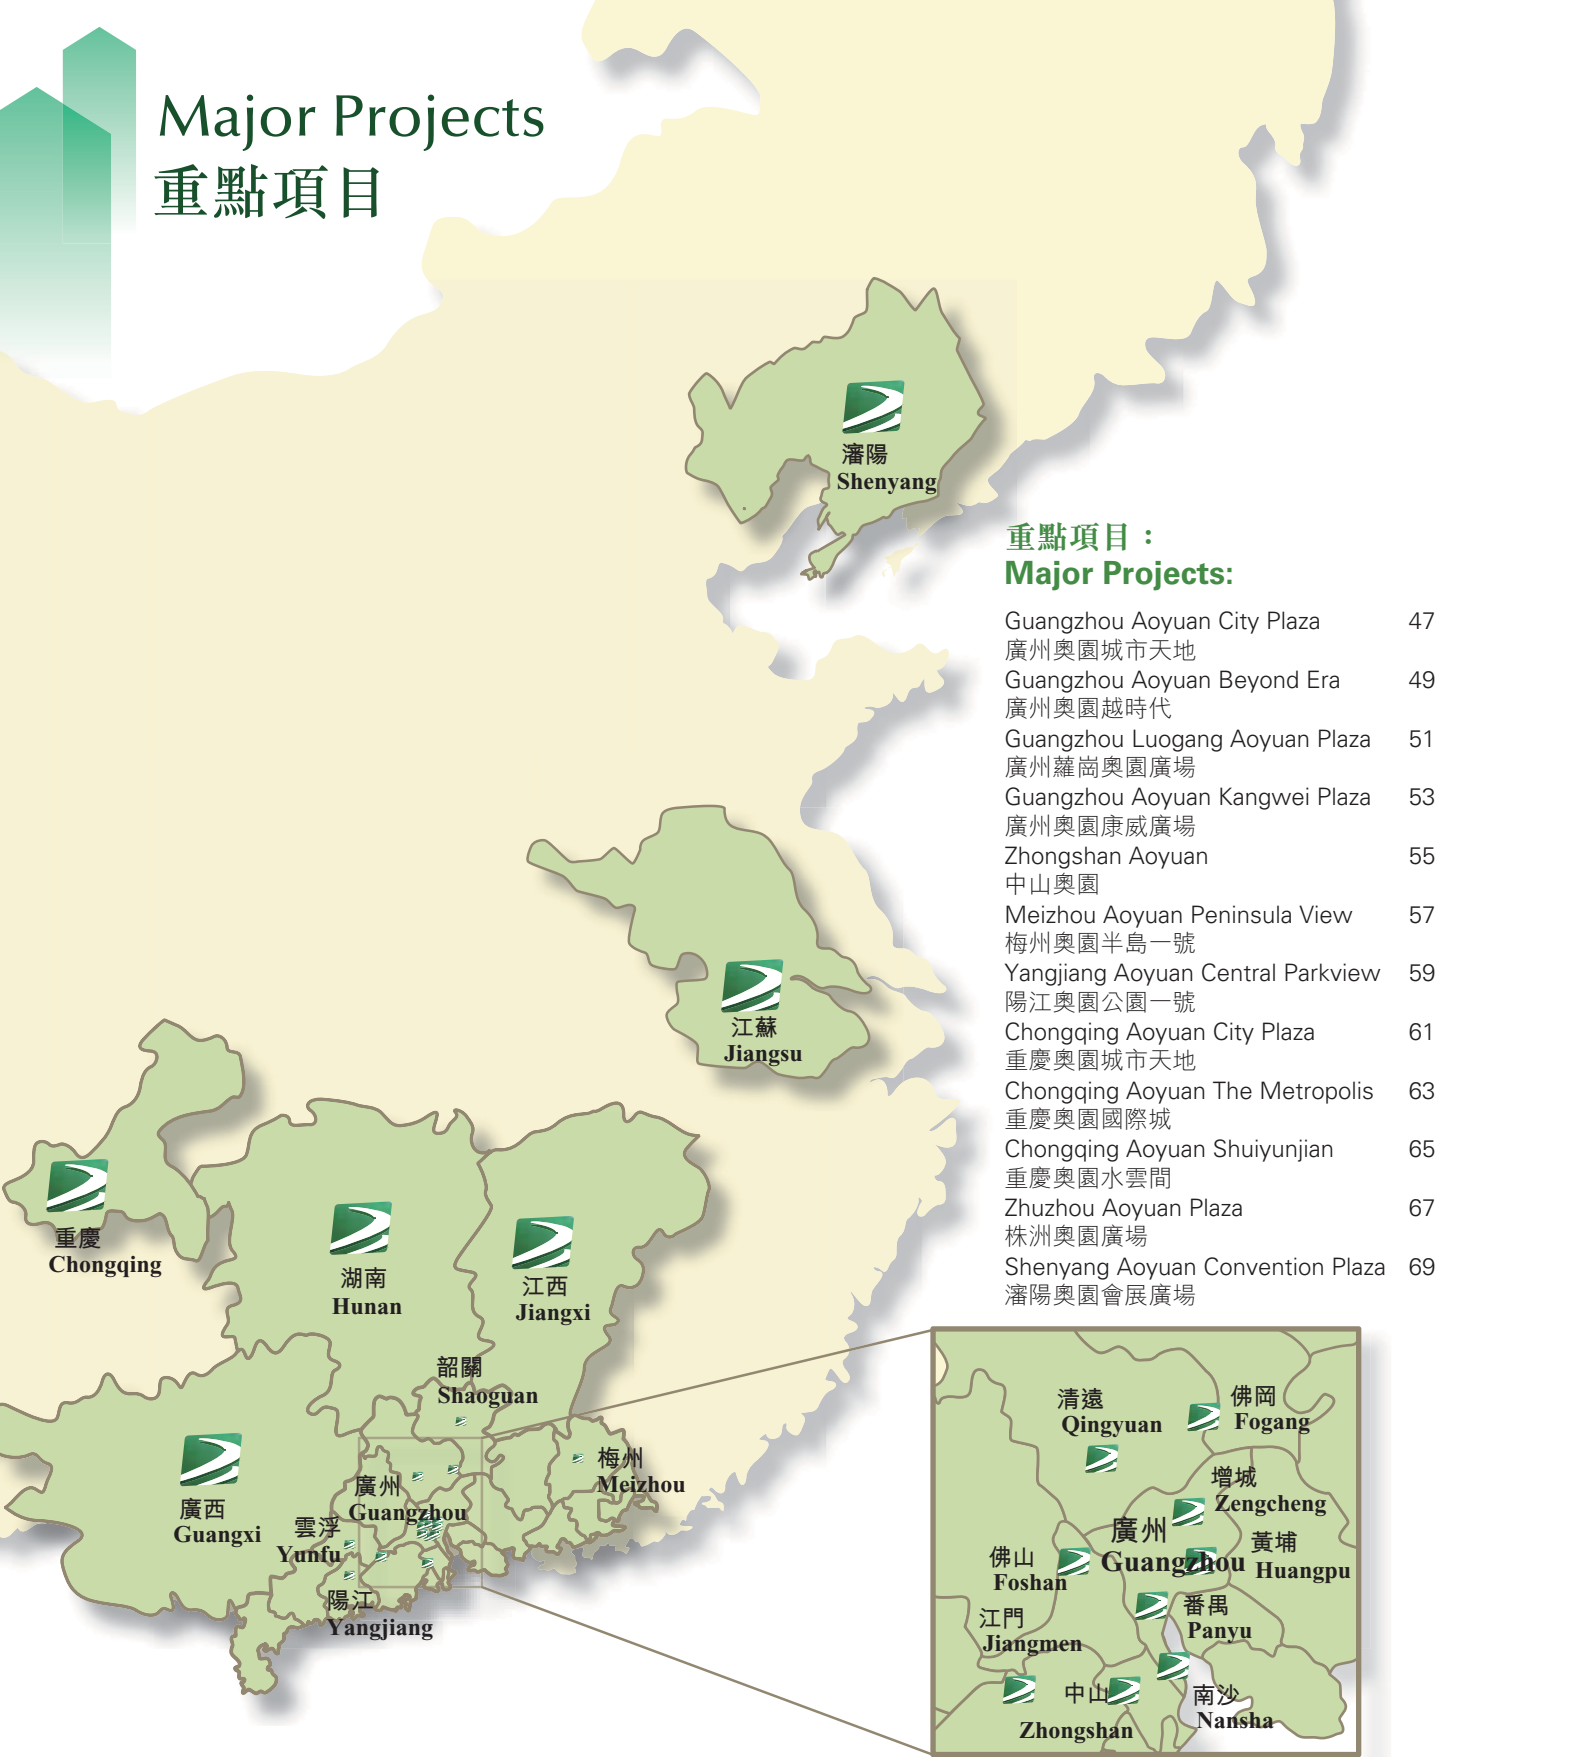 Major Projects
重點項目
瀋陽
Shenyang
重點項目：
Major Projects:
Guangzhou Aoyuan City Plaza 47
廣州奧園城市天地
Guangzhou Aoyuan Beyond Era 49
廣州奧園越時代
Guangzhou Luogang Aoyuan Plaza 51
廣州蘿崗奧園廣場
Guangzhou Aoyuan Kangwei Plaza 53
廣州奧園康威廣場
Zhongshan Aoyuan 55
中山奧園
Meizhou Aoyuan Peninsula View 57
梅州奧園半島一號
Yangjiang Aoyuan Central Parkview 59
陽江奧園公園一號
Chongqing Aoyuan City Plaza 61
重慶奧園城市天地
Chongqing Aoyuan The Metropolis 63
重慶奧園國際城
Chongqing Aoyuan Shuiyunjian 65
重慶奧園水雲間
Zhuzhou Aoyuan Plaza 67
株洲奧園廣場
Shenyang Aoyuan Convention Plaza 69
瀋陽奧園會展廣場
江蘇
Jiangsu
重慶
Chongqing
湖南
Hunan
江西
Jiangxi
韶關
Shaoguan
梅州
Meizhou
廣州
Guangzhou
廣西
Guangxi
雲浮
Yunfu
陽江
Yangjiang
清遠
Qingyuan
佛岡
Fogang
增城
Zengcheng
廣州
Guangzhou
黃埔
Huangpu
佛山
Foshan
番禺
Panyu
江門
Jiangmen
中山
Zhongshan
南沙
Nansha